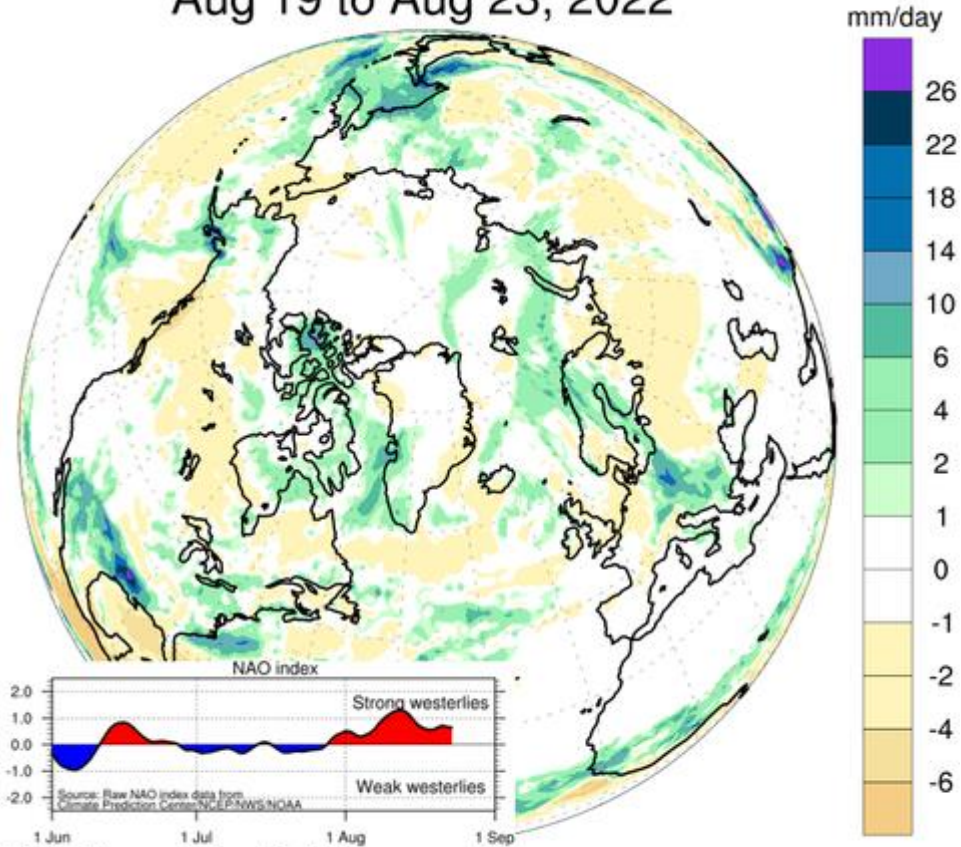 Aug 19 to Aug 23, 2022
mm/day
26
22
18
14
10
6
4
2
1
0
-1
-2
-4
-6
NAO index
2.0
1.0
0.0
-1.0
-2.0
Strong westerlies
Weak westerlies
Source: Raw NAO index data from
Climate Prediction Center/NCEP/NWS/NOAA
1 Jun
1 Jul
1 Aug
1 Sep